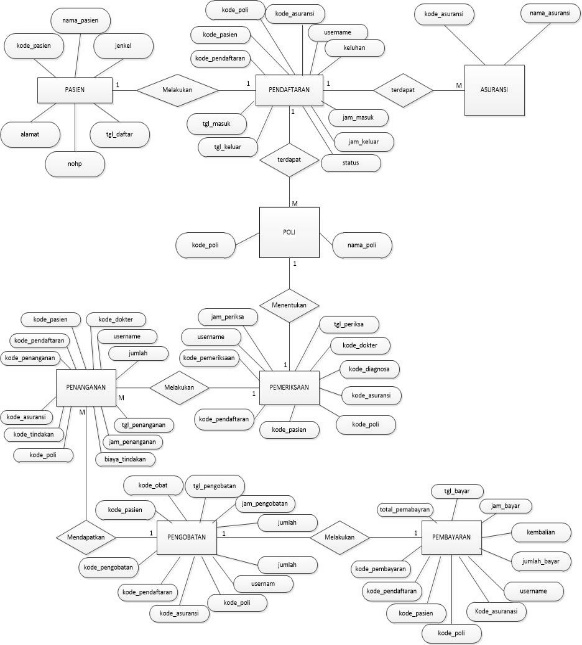 nama_pasien
kode_pasien
jenkel
PASIEN
alamat
tgl_daftar
nohp
1
Melakukan
1
kode_poli
kode_asuransi
username
kode_pasien
keluhan
kode_pendaftaran
PENDAFTARAN
tgl_masuk
jam_masuk
tgl_keluar
jam_keluar
status
1
terdapat
M
kode_asuransi
nama_asuransi
ASURANSI
1
terdapat
M
POLI
kode_poli
nama_poli
1
Menentukan
1
jam_periksa
tgl_periksa
username
kode_dokter
kode_pemeriksaan
kode_diagnosa
PEMERIKSAAN
kode_asuransi
kode_pendaftaran
kode_poli
kode_pasien
1
Melakukan
M
kode_pasien
kode_dokter
kode_pendaftaran
username
kode_penanganan
jumlah
PENANGANAN
kode_asuransi
tgl_penanganan
kode_tindakan
jam_penanganan
kode_poli
biaya_tindakan
M
Mendapatkan
1
kode_obat
tgl_pengobatan
kode_pasien
jam_pengobatan
jumlah
PENGOBATAN
kode_pengobatan
jumlah
kode_pendaftaran
usernam
kode_asuransi
kode_poli
1
Melakukan
1
tgl_bayar
total_pemabayran
jam_bayar
kembalian
PEMBAYARAN
kode_pembayaran
jumlah_bayar
kode_pendaftaran
username
kode_pasien
Kode_asuranasi
kode_poli